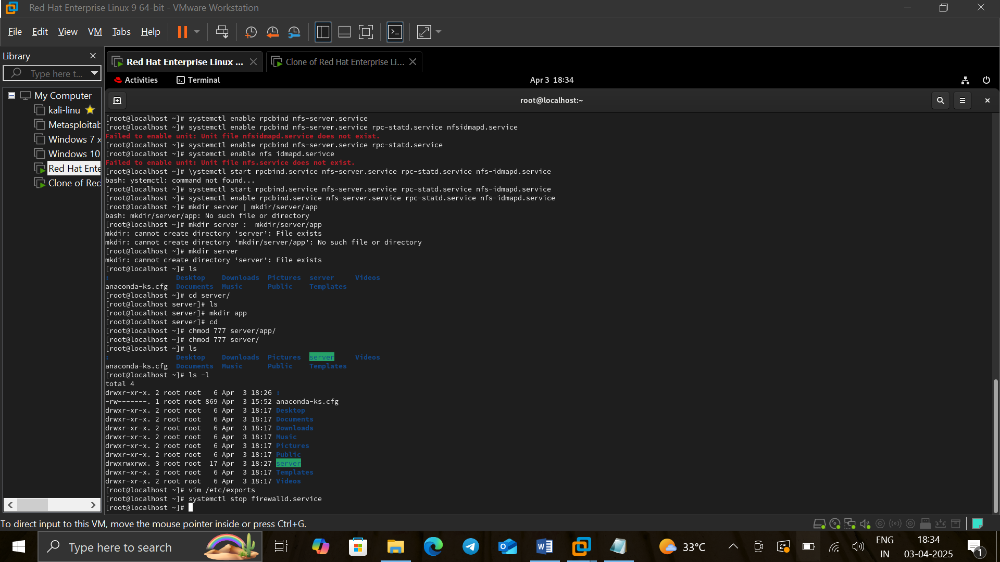 Red Hat Enterprise Linux 9 64-bit - VMware Workstation
File Edit View VM Tabs Help
Library
Type here t...
My Computer
kali-linu
Metasploitab
Windows 7 x
Windows 10
Red Hat Ente
Clone of Rec
Red Hat Enterprise Linux ...
Clone of Red Hat Enterprise Li...
Activities Terminal Apr 3 18:34
root@localhost:~
[root@localhost ~]# systemctl enable rpcbind nfs-server.service
[root@localhost ~]# systemctl enable rpcbind nfs-server.service rpc-statd.service nfsidmapd.service
Failed to enable unit: Unit file nfsidmapd.service does not exist.
[root@localhost ~]# systemctl enable rpcbind nfs-server.service rpc-statd.service
[root@localhost ~]# systemctl enable nfs idmapd.serivce
Failed to enable unit: Unit file nfs.service does not exist.
[root@localhost ~]# \ystemctl start rpcbind.service nfs-server.service rpc-statd.service nfs-idmapd.service
bash: ystemctl: command not found...
[root@localhost ~]# systemctl start rpcbind.service nfs-server.service rpc-statd.service nfs-idmapd.service
[root@localhost ~]# systemctl enable rpcbind.service nfs-server.service rpc-statd.service nfs-idmapd.service
[root@localhost ~]# mkdir server | mkdir/server/app
bash: mkdir/server/app: No such file or directory
[root@localhost ~]# mkdir server :  mkdir/server/app
mkdir: cannot create directory ‘server’: File exists
mkdir: cannot create directory ‘mkdir/server/app’: No such file or directory
[root@localhost ~]# mkdir server
mkdir: cannot create directory ‘server’: File exists
[root@localhost ~]# ls
: Desktop Downloads Pictures server Videos
anaconda-ks.cfg Documents Music Public Templates
[root@localhost ~]# cd server/
[root@localhost server]# ls
[root@localhost server]# mkdir app
[root@localhost server]# cd
[root@localhost ~]# chmod 777 server/app/
[root@localhost ~]# chmod 777 server/
[root@localhost ~]# ls
: Desktop Downloads Pictures server Videos
anaconda-ks.cfg Documents Music Public Templates
[root@localhost ~]# ls -l
total 4
drwxr-xr-x. 2 root root   6 Apr  3 18:26 :
-rw-------. 1 root root 869 Apr  3 15:52 anaconda-ks.cfg
drwxr-xr-x. 2 root root   6 Apr  3 18:17 Desktop
drwxr-xr-x. 2 root root   6 Apr  3 18:17 Documents
drwxr-xr-x. 2 root root   6 Apr  3 18:17 Downloads
drwxr-xr-x. 2 root root   6 Apr  3 18:17 Music
drwxr-xr-x. 2 root root   6 Apr  3 18:17 Pictures
drwxr-xr-x. 2 root root   6 Apr  3 18:17 Public
drwxrwxrwx. 3 root root  17 Apr  3 18:27 server
drwxr-xr-x. 2 root root   6 Apr  3 18:17 Templates
drwxr-xr-x. 2 root root   6 Apr  3 18:17 Videos
[root@localhost ~]# vim /etc/exports
[root@localhost ~]# systemctl stop firewalld.service
[root@localhost ~]#
To direct input to this VM, move the mouse pointer inside or press Ctrl+G.
Type here to search
33°C
ENG
IN
18:34
03-04-2025
1